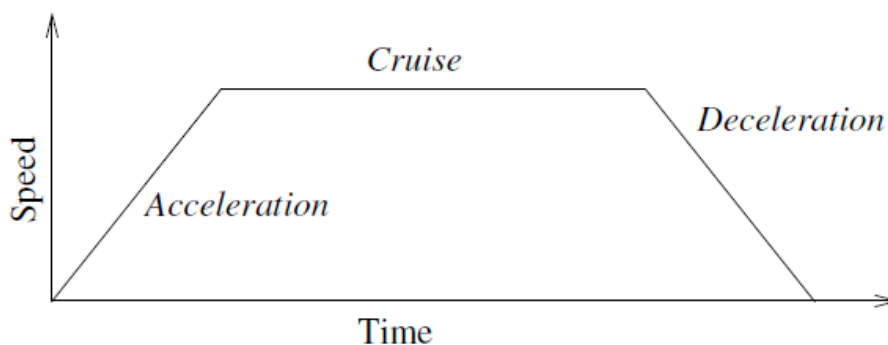 Cruise
Deceleration
Speed
Acceleration
Time